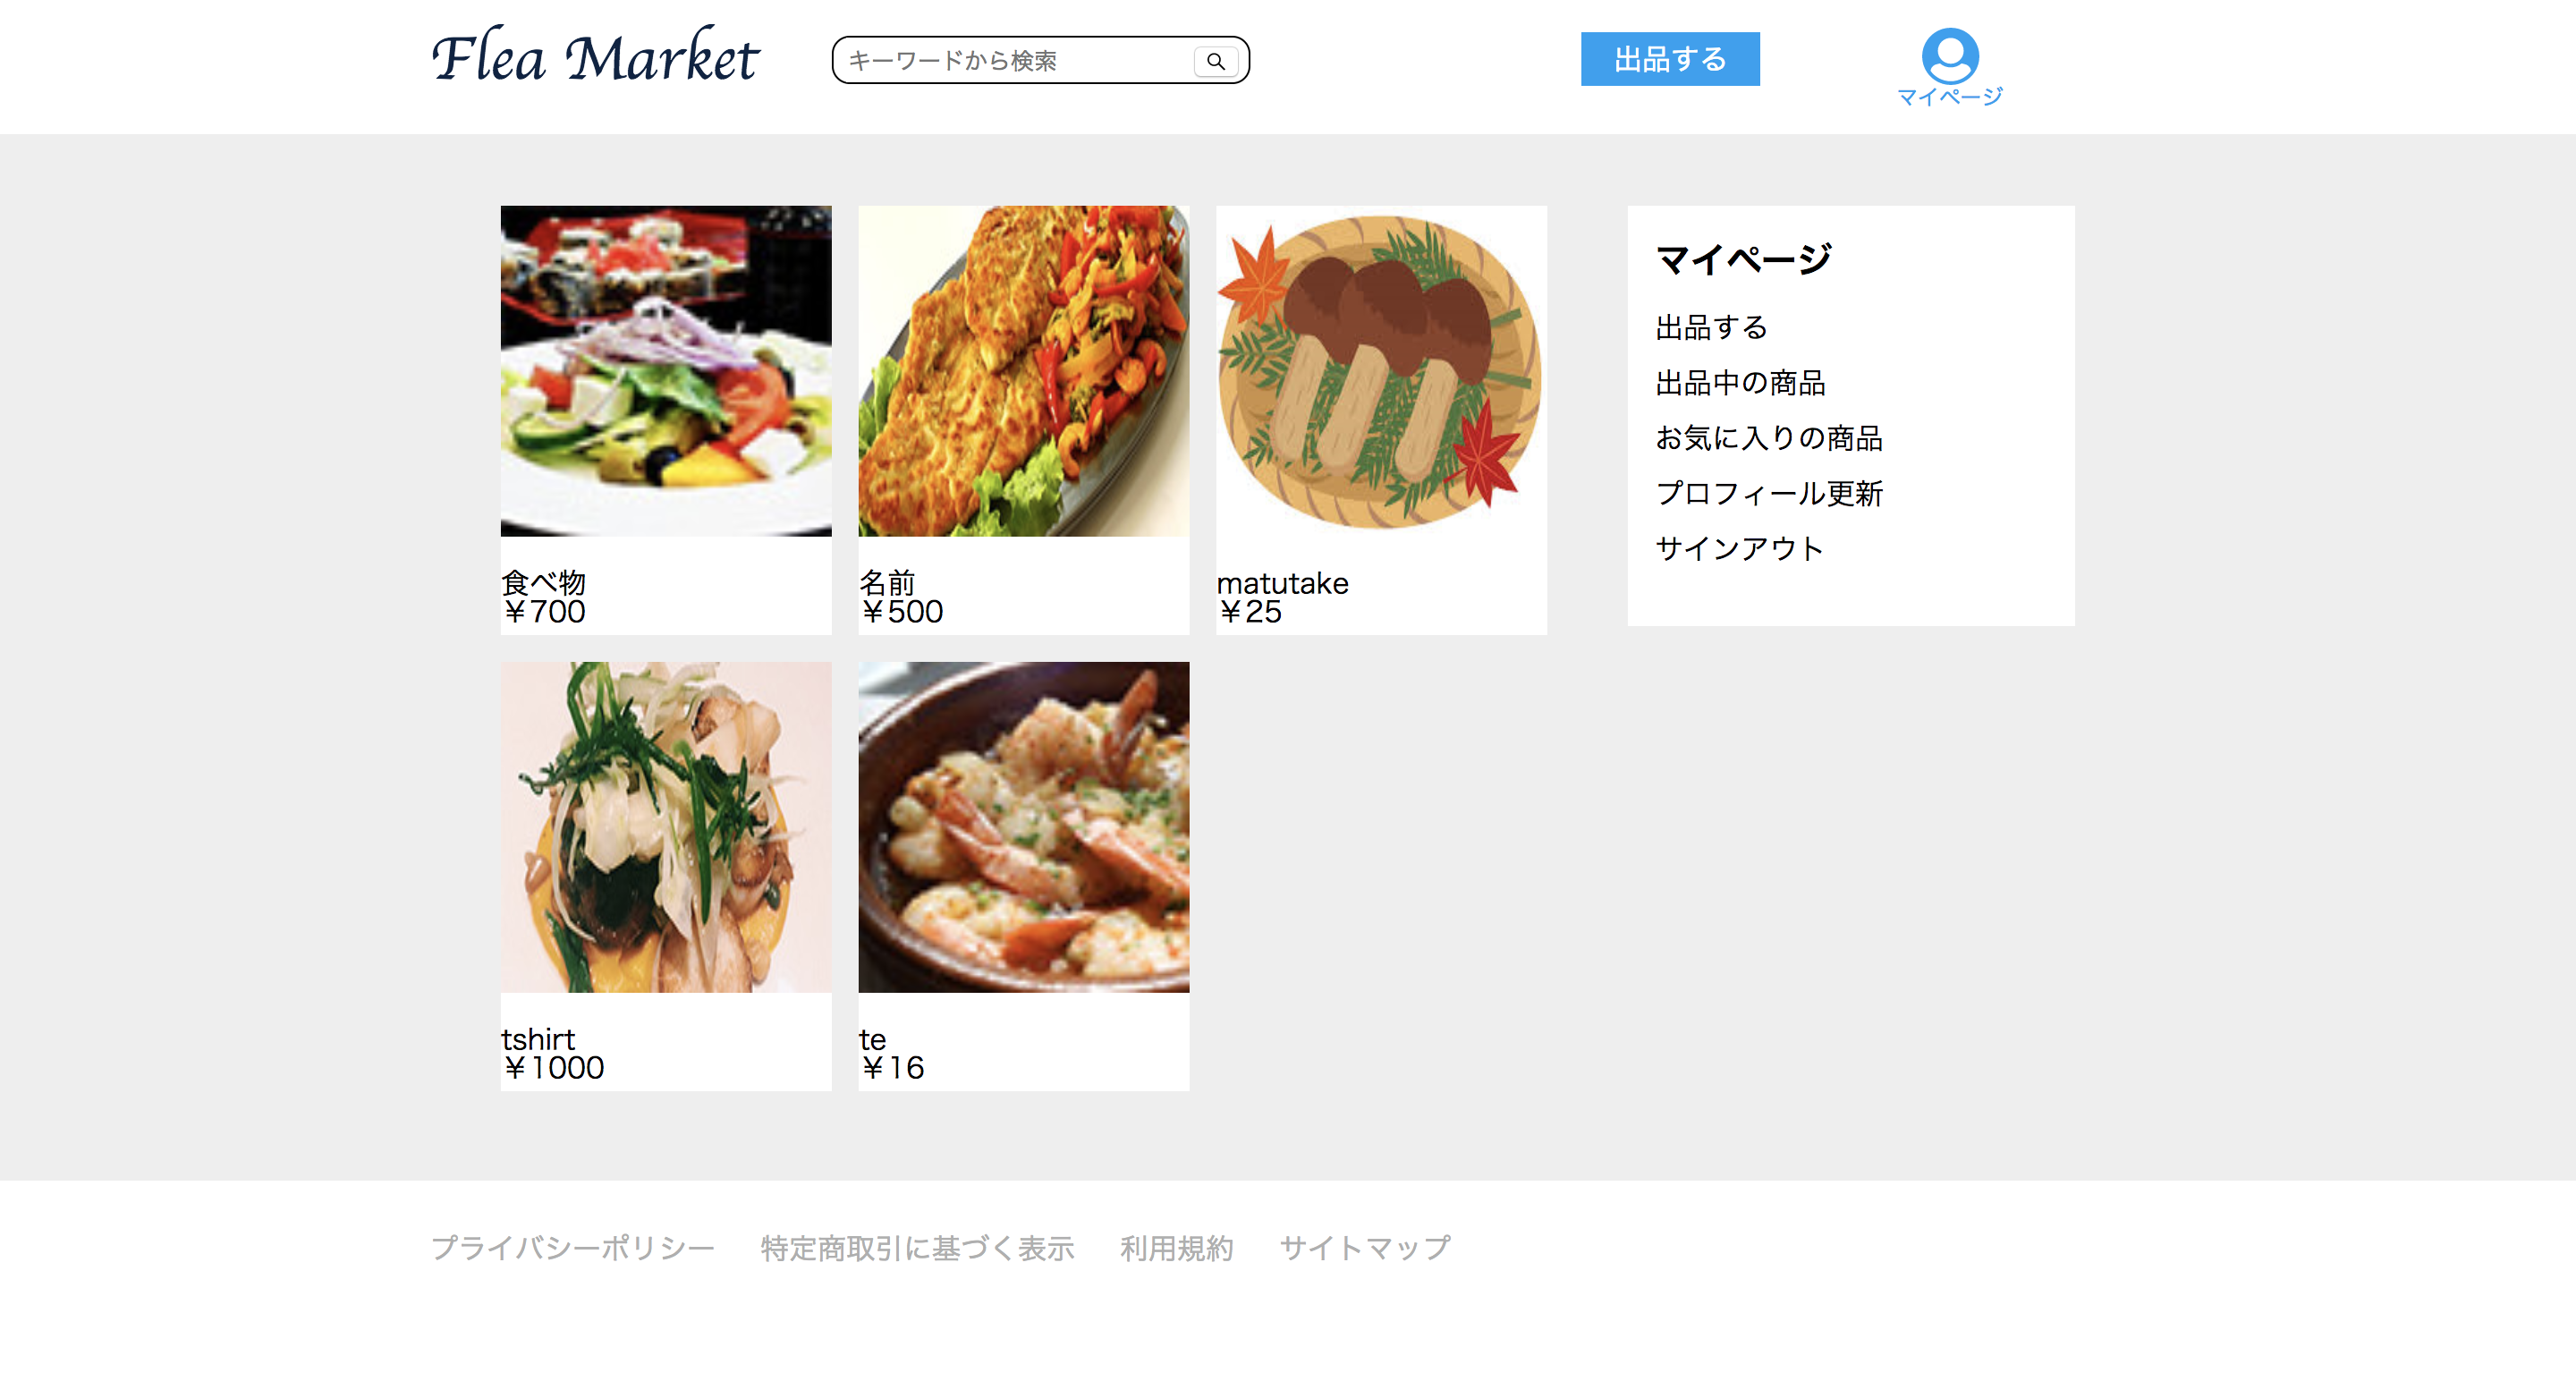 Flea Market
キーワードから検索
出品する
マイページ
食べ物
￥700
名前
￥500
matutake
￥25
tshirt
￥1000
te
￥16
マイページ
出品する
出品中の商品
お気に入りの商品
プロフィール更新
サインアウト
プライバシーポリシー
特定商取引に基づく表示
利用規約
サイトマップ